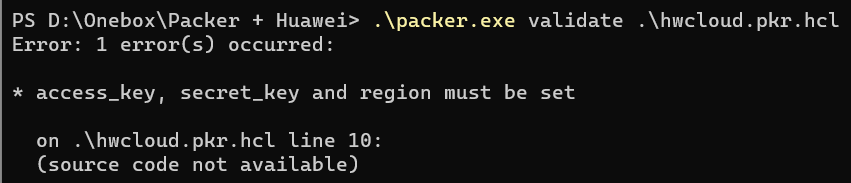 PS D:\Onebox\Packer + Huawei> .\packer.exe validate .\hwcloud.pkr.hcl
Error: 1 error(s) occurred:
* access_key, secret_key and region must be set
on .\hwcloud.pkr.hcl line 10:
(source code not available)